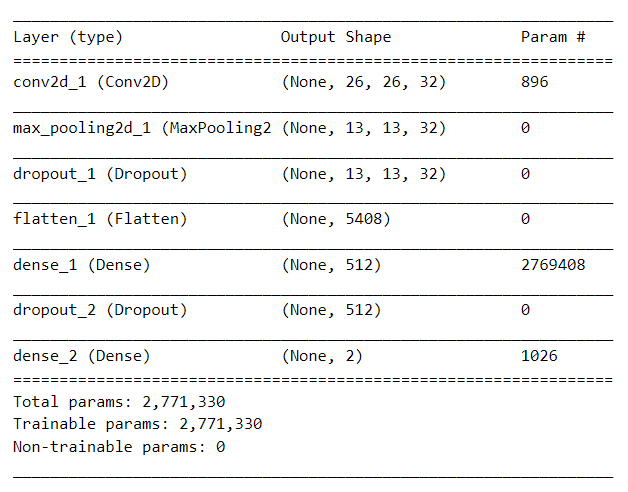 Layer (type) Output Shape Param #
conv2d_1 (Conv2D) (None, 26, 26, 32) 896
max_pooling2d_1 (MaxPooling2 (None, 13, 13, 32) 0
dropout_1 (Dropout) (None, 13, 13, 32) 0
flatten_1 (Flatten) (None, 5408) 0
dense_1 (Dense) (None, 512) 2769408
dropout_2 (Dropout) (None, 512) 0
dense_2 (Dense) (None, 2) 1026
Total params: 2,771,330
Trainable params: 2,771,330
Non-trainable params: 0